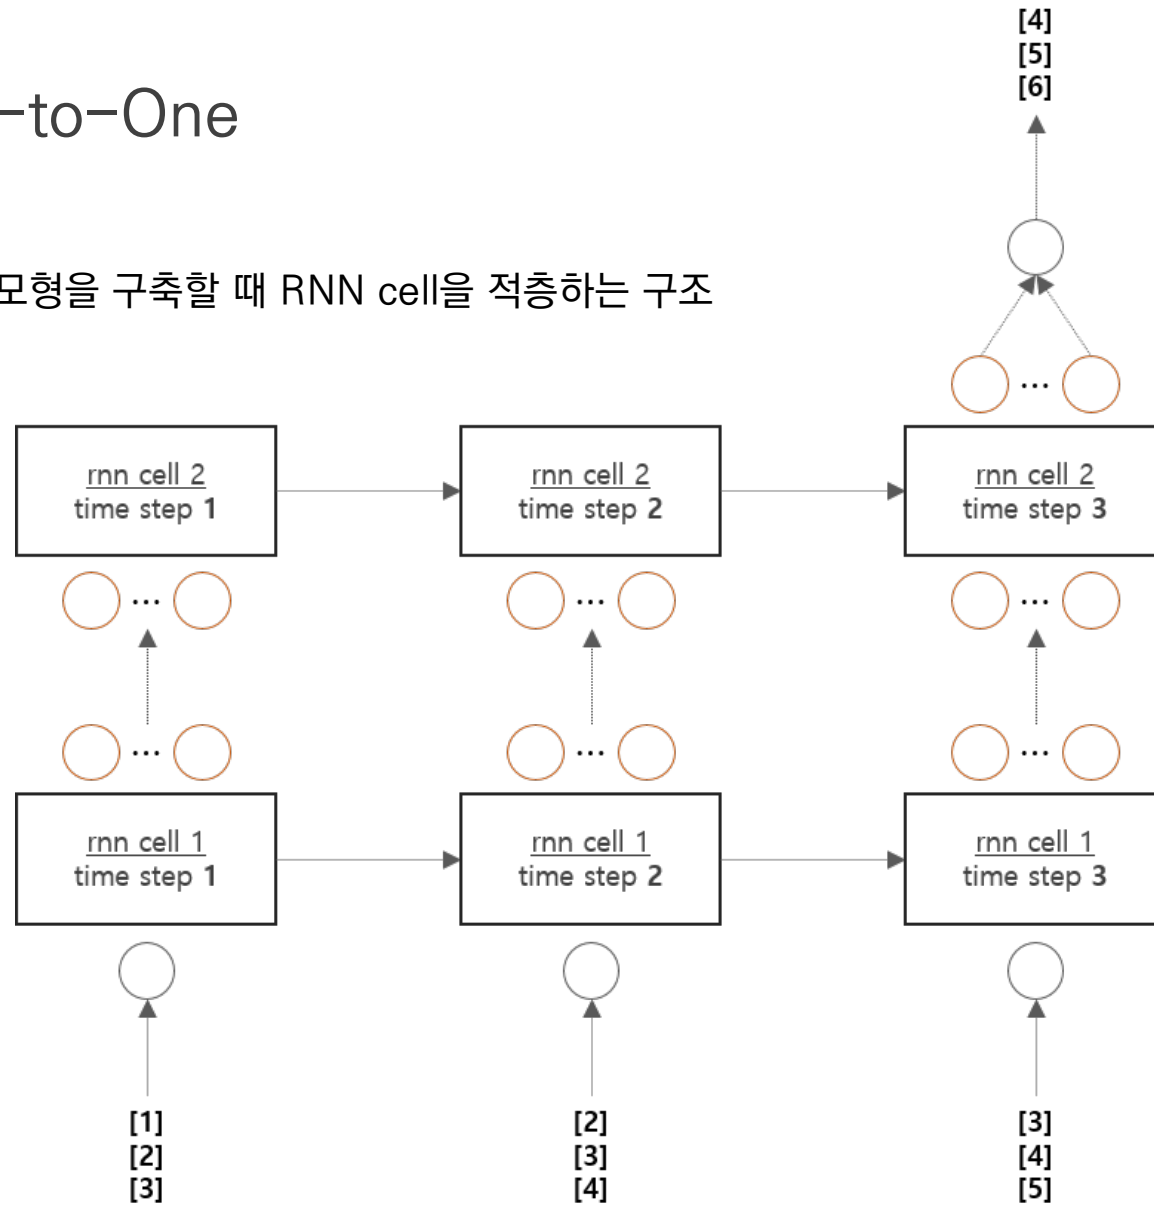 -to-One
모형을 구축할 때 RNN cell을 적층하는 구조
[4]
[5]
[6]
...
rnn cell 2
time step 1
rnn cell 2
time step 2
rnn cell 2
time step 3
...
...
...
...
...
...
rnn cell 1
time step 1
rnn cell 1
time step 2
rnn cell 1
time step 3
[1]
[2]
[3]
[2]
[3]
[4]
[3]
[4]
[5]